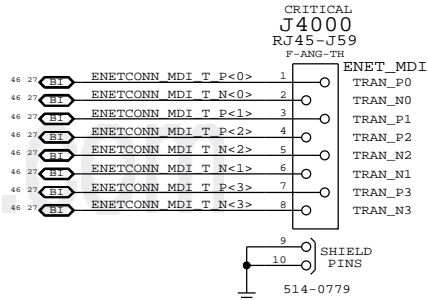 CRITICAL
J4000
RJ45-J59
F-ANG-TH
ENET_MDI
46 27 BI ENETCONN_MDI_T_P<0> 1 TRAN_P0
46 27 BI ENETCONN_MDI_T_N<0> 2 TRAN_N0
46 27 BI ENETCONN_MDI_T_P<1> 3 TRAN_P1
46 27 BI ENETCONN_MDI_T_P<2> 4 TRAN_P2
46 27 BI ENETCONN_MDI_T_N<2> 5 TRAN_N2
46 27 BI ENETCONN_MDI_T_N<1> 6 TRAN_N1
46 27 BI ENETCONN_MDI_T_P<3> 7 TRAN_P3
46 27 BI ENETCONN_MDI_T_N<3> 8 TRAN_N3
9 SHIELD
10 PINS
514-0779
.com